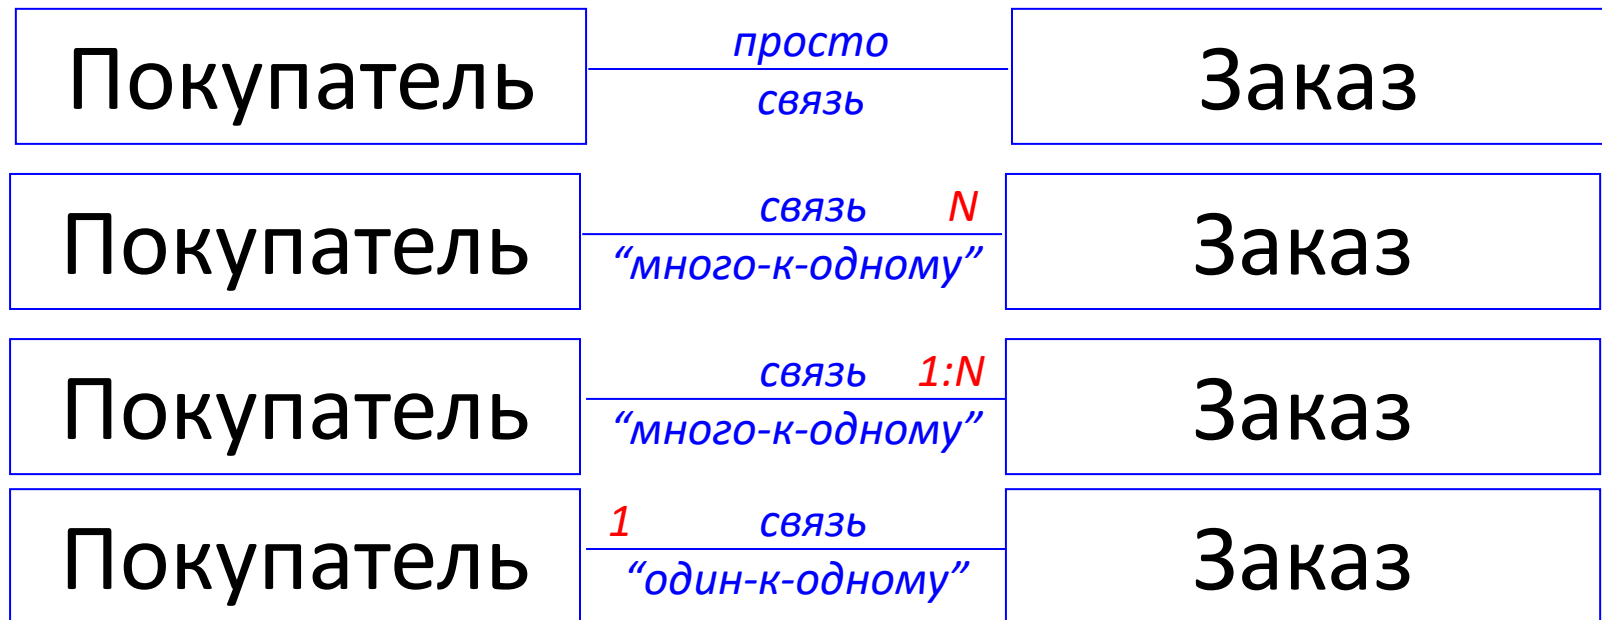 Покупатель просто связь Заказ
Покупатель связь N “много-к-одному” Заказ
Покупатель связь 1:N “много-к-одному” Заказ
Покупатель 1 связь “один-к-одному” Заказ